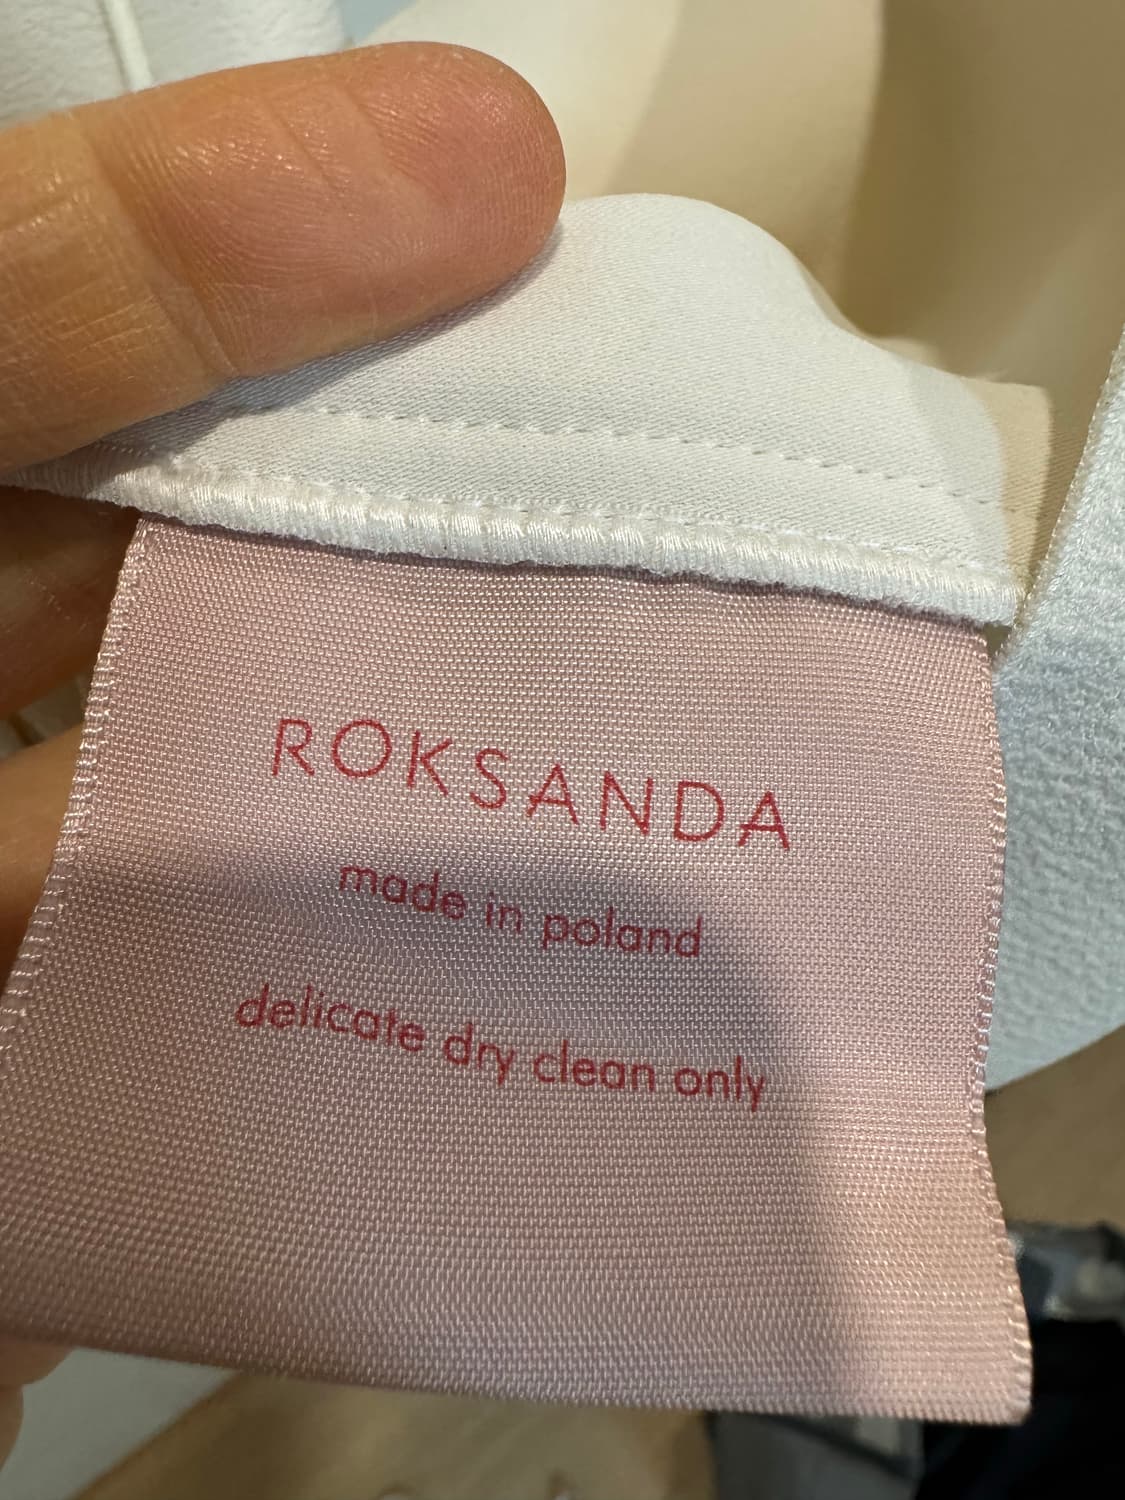 ROKSANDA
made in poland
delicate dry clean only